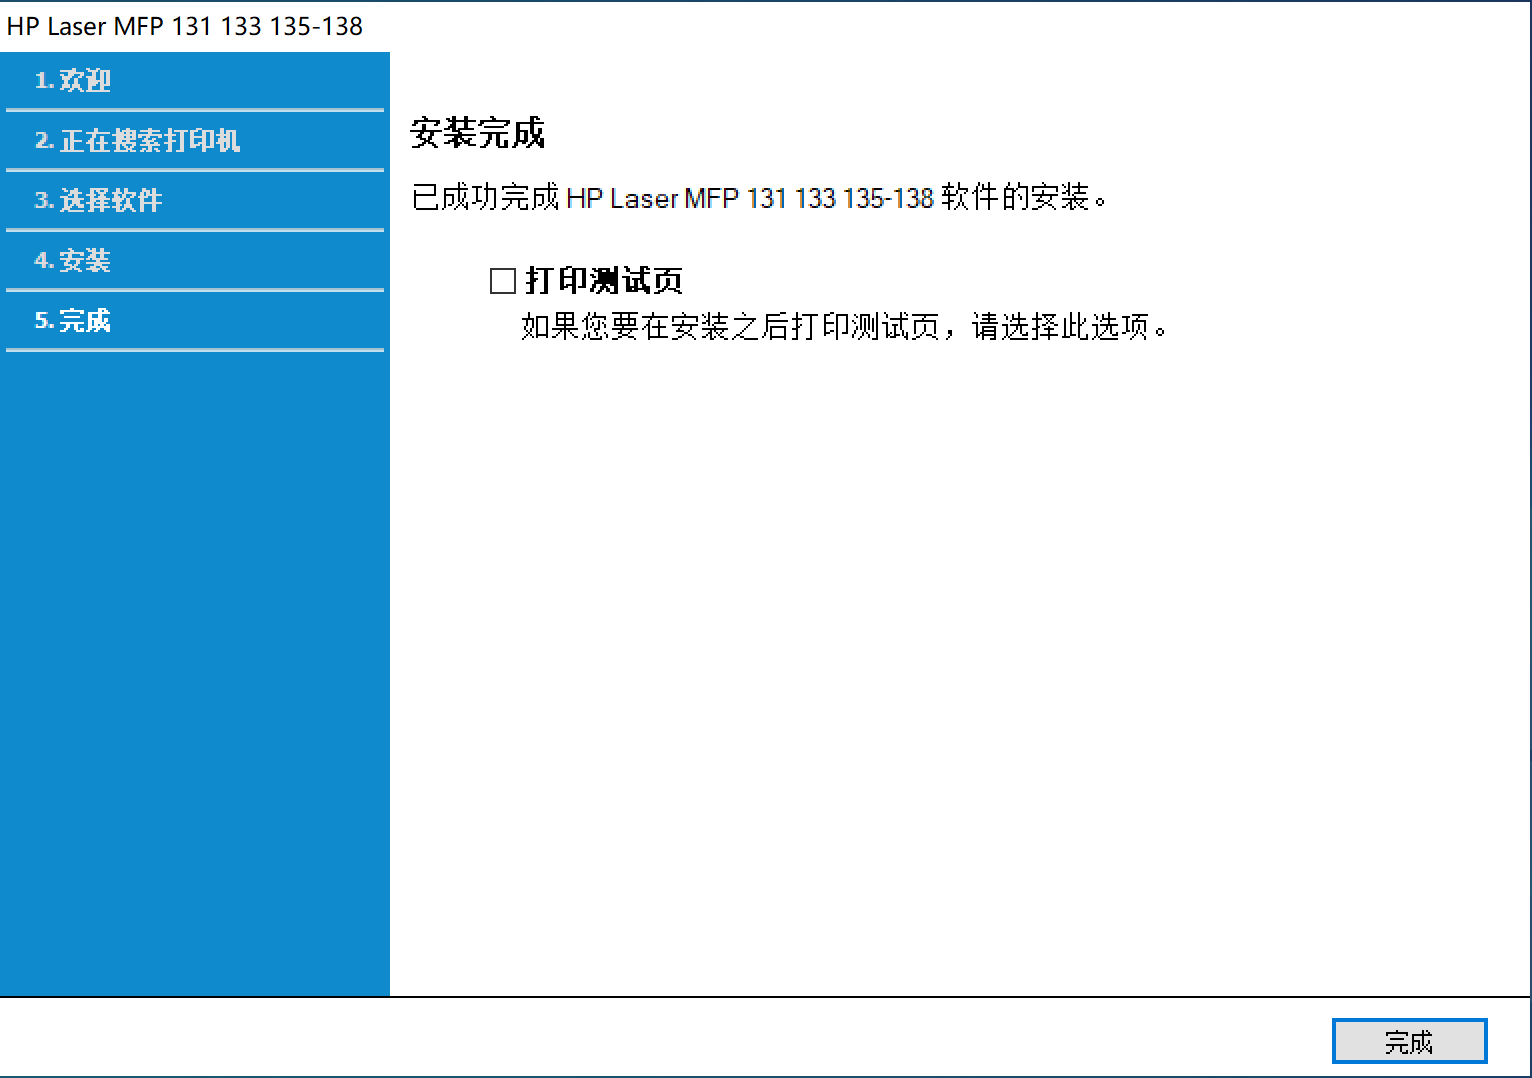 HP Laser MFP 131 133 135-138
1. 欢迎
2. 正在搜索打印机
3. 选择软件
4. 安装
5. 完成
安装完成
已成功完成 HP Laser MFP 131 133 135-138 软件的安装。
打印测试页
如果您要在安装之后打印测试页，请选择此选项。
完成